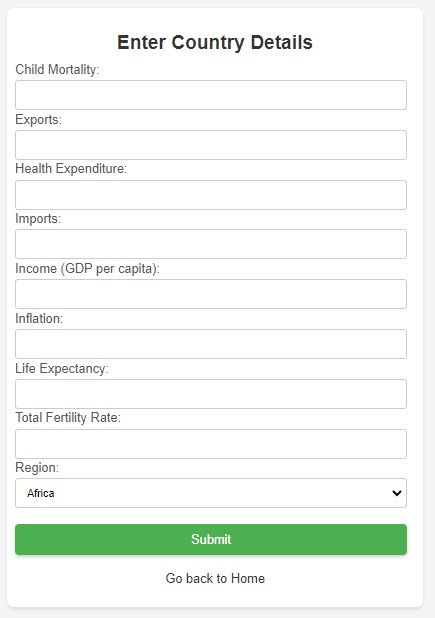 Enter Country Details
Child Mortality:
Exports:
Health Expenditure:
Imports:
Income (GDP per capita):
Inflation:
Life Expectancy:
Total Fertility Rate:
Region:
Africa
Submit
Go back to Home